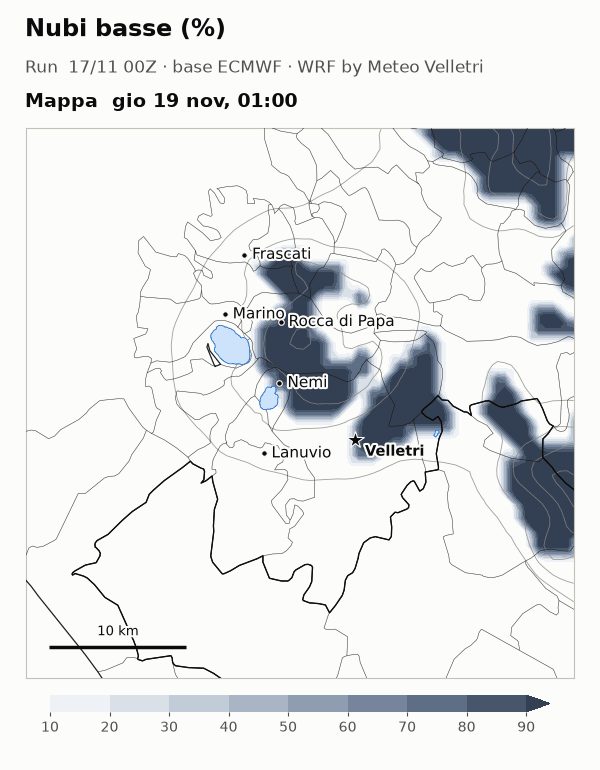 Nubi basse (%)
Run  17/11 00Z · base ECMWF · WRF by Meteo Velletri
Mappa  gio 19 nov, 01:00
Frascati
Marino
Rocca di Papa
Nemi
Velletri
Lanuvio
10 km
10 20 30 40 50 60 70 80 90